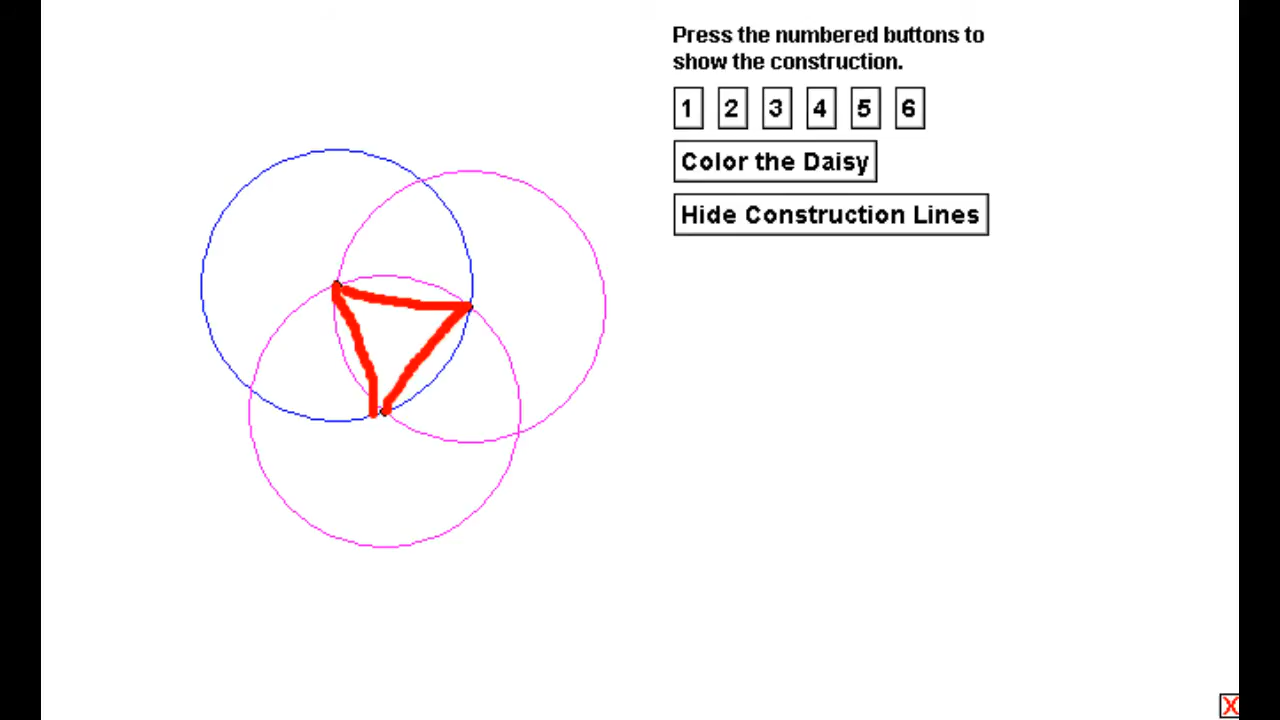 Press the numbered buttons to
show the construction.
1 2 3 4 5 6
Color the Daisy
Hide Construction Lines
X